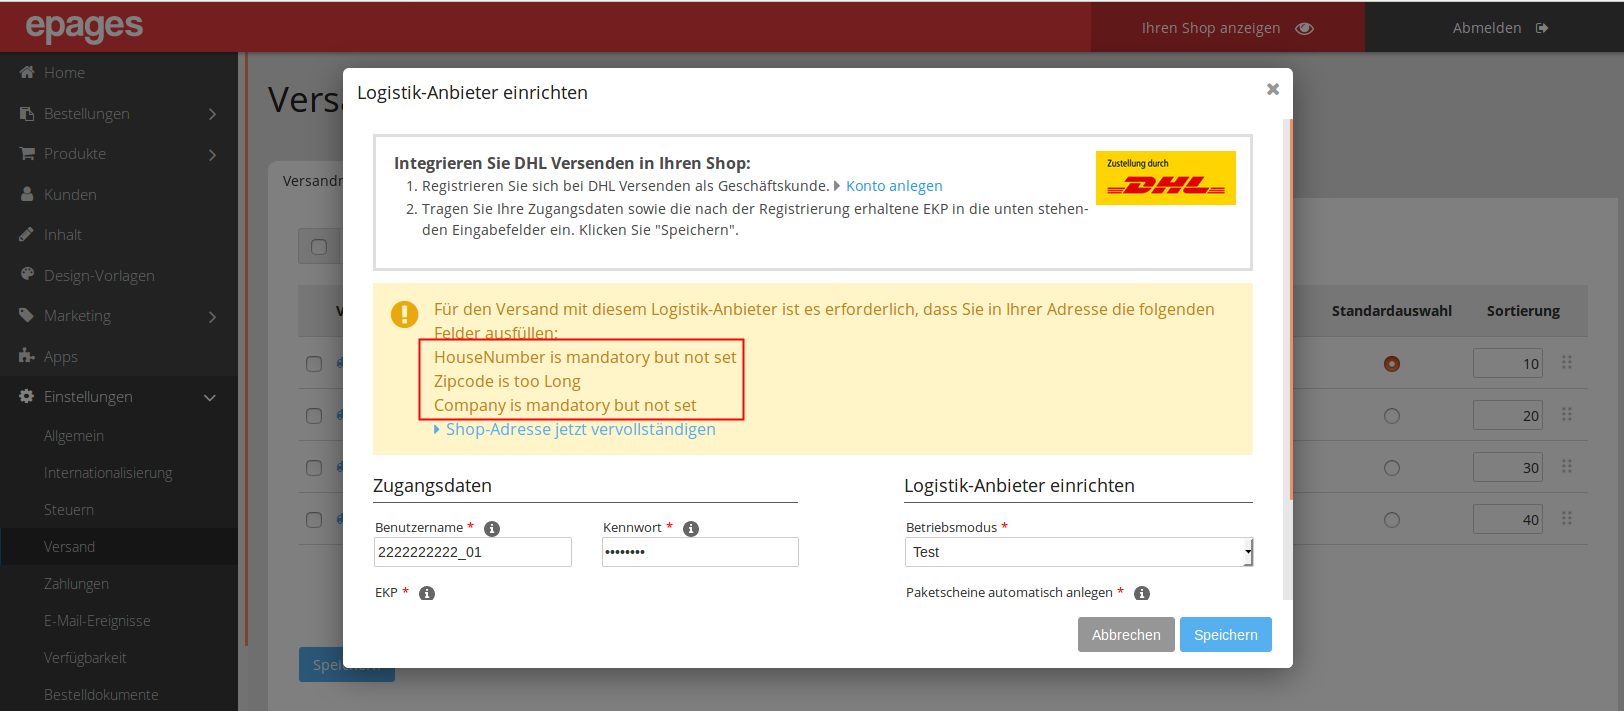 epages
Ihren Shop anzeigen
Abmelden
Home
Bestellungen
Produkte
Kunden
Inhalt
Design-Vorlagen
Marketing
Apps
Einstellungen
Allgemein
Internationalisierung
Steuern
Versand
Zahlungen
E-Mail-Ereignisse
Verfügbarkeit
Bestelldokumente
Logistik-Anbieter einrichten
Integrieren Sie DHL Versenden in Ihren Shop:
1. Registrieren Sie sich bei DHL Versenden als Geschäftskunde. Konto anlegen
2. Tragen Sie Ihre Zugangsdaten sowie die nach der Registrierung erhaltene EKP in die unten stehen-
den Eingabefelder ein. Klicken Sie "Speichern".
Zustellung durch
DHL
Für den Versand mit diesem Logistik-Anbieter ist es erforderlich, dass Sie in Ihrer Adresse die folgenden
Felder ausfüllen:
HouseNumber is mandatory but not set
Zipcode is too Long
Company is mandatory but not set
Shop-Adresse jetzt vervollständigen
Zugangsdaten
Benutzername *
Kennwort *
2222222222_01
••••••••
EKP *
Logistik-Anbieter einrichten
Betriebsmodus *
Test
Paketscheine automatisch anlegen *
Abbrechen
Speichern
Standardauswahl
Sortierung
10
20
30
40